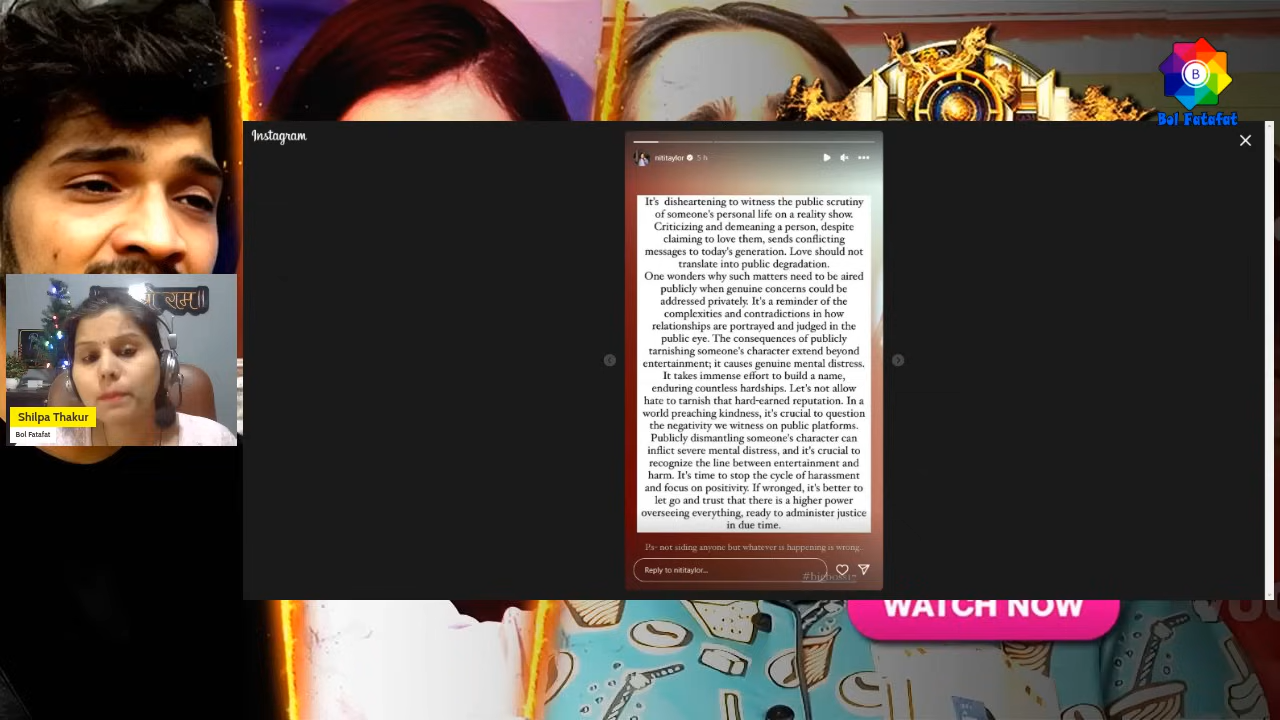 B
Bol Fatafat
Instagram
nititaylor 5 h
It's disheartening to witness the public scrutiny
of someone's personal life on a reality show.
Criticizing and demeaning a person, despite
claiming to love them, sends conflicting
messages to today's generation. Love should not
translate into public degradation.
One wonders why such matters need to be aired
publicly when genuine concerns could be
addressed privately. It's a reminder of the
complexities and contradictions in how
relationships are portrayed and judged in the
public eye. The consequences of publicly
tarnishing someone's character extend beyond
entertainment; it causes genuine mental distress.
It takes immense effort to build a name,
enduring countless hardships. Let's not allow
hate to tarnish that hard-earned reputation. In a
world preaching kindness, it's crucial to question
the negativity we witness on public platforms.
Publicly dismantling someone's character can
inflict severe mental distress, and it's crucial to
recognize the line between entertainment and
harm. It's time to stop the cycle of harassment
and focus on positivity. If wronged, it's better to
let go and trust that there is a higher power
overseeing everything, ready to administer justice
in due time.
P.s- not siding anyone but whatever is happening is wrong.
Reply to nititaylor...
राम
Shilpa Thakur
Bol Fatafat
WATCH NOW